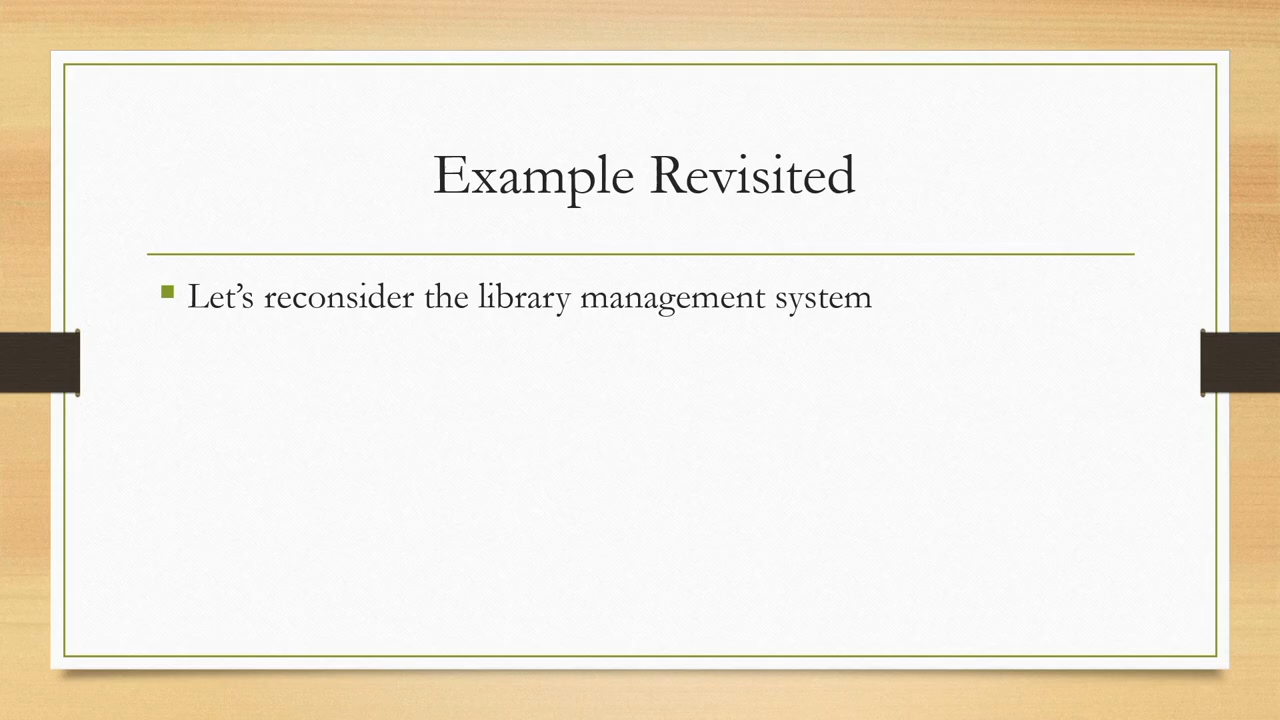 Example Revisited
Let’s reconsider the library management system